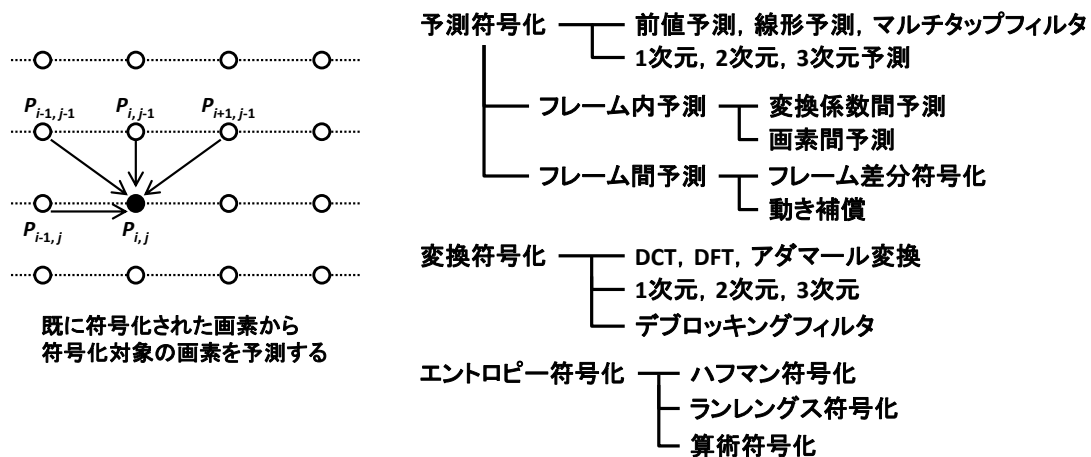 P i-1, j-1
P i, j-1
P i+1, j-1
P i-1, j
P i, j
既に符号化された画素から
符号化対象の画素を予測する
予測符号化
前値予測, 線形予測, マルチタップフィルタ
1次元, 2次元, 3次元予測
フレーム内予測
変換係数間予測
画素間予測
フレーム間予測
フレーム差分符号化
動き補償
変換符号化
DCT, DFT, アダマール変換
1次元, 2次元, 3次元
デブロッキングフィルタ
エントロピー符号化
ハフマン符号化
ランレングス符号化
算術符号化